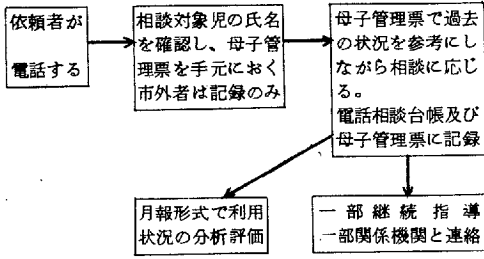 依頼者が
電話する
相談対象児の氏名
を確認し、母子管
理票を手元におく
市外者は記録のみ
母子管理票で過去
の状況を参考にし
ながら相談に応じ
る。
電話相談台帳及び
母子管理票に記録
月報形式で利用
状況の分析評価
一部継続指導
一部関係機関と連絡